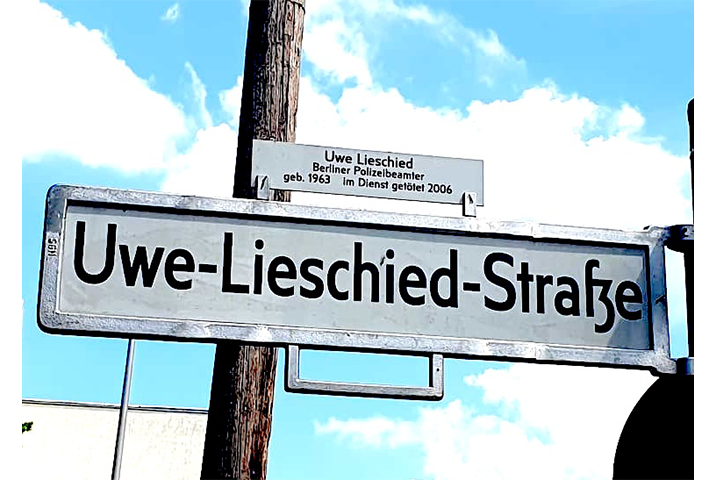 Uwe Lieschied
Berliner Polizeibeamter
geb. 1963 im Dienst getötet 2006
Uwe-Lieschied-Straße